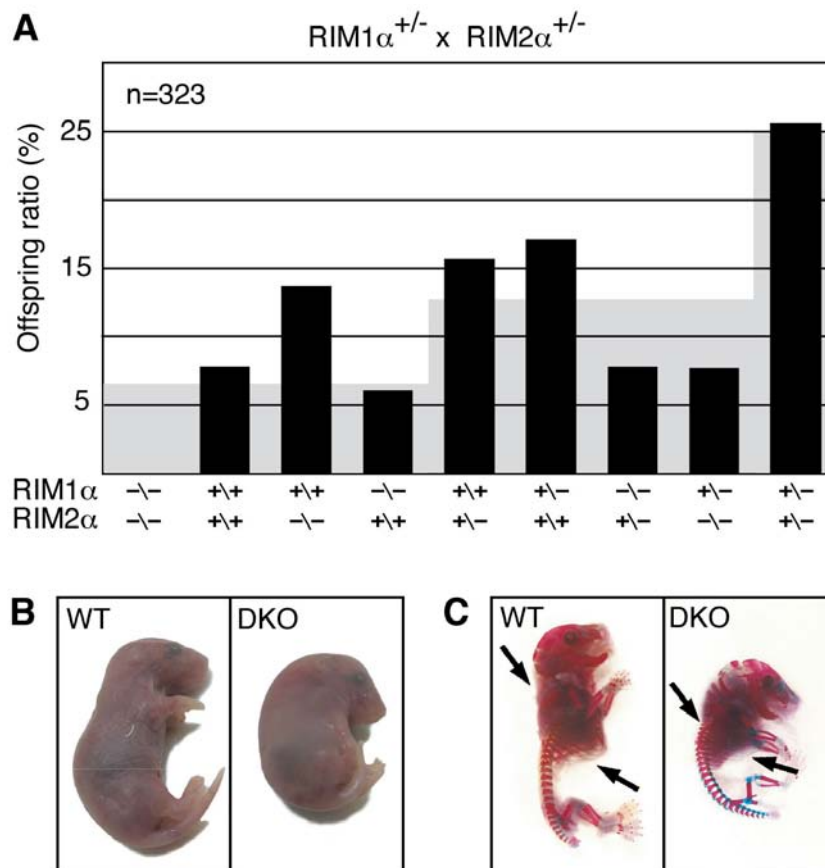 A
RIM1α+/- x RIM2α+/-
n=323
Offspring ratio (%)
25
15
5
RIM1α −\− +\+ +\+ −\− +\+ +\− −\− +\− +\−
RIM2α −\− +\+ −\− +\+ +\− +\+ +\− −\− +\−
B
WT
DKO
C
WT
DKO